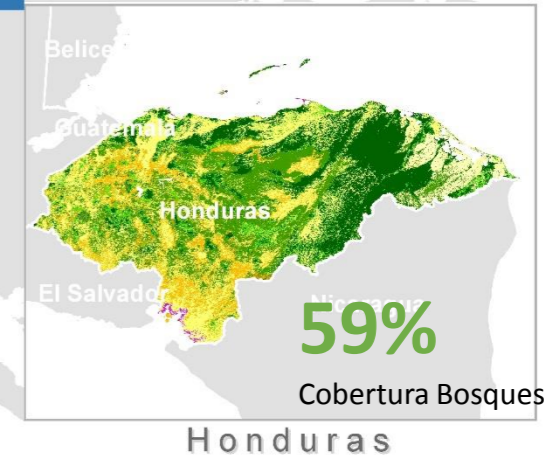 Belice
Guatemala
Honduras
El Salvador
Nicaragua
59%
Cobertura Bosques
Honduras